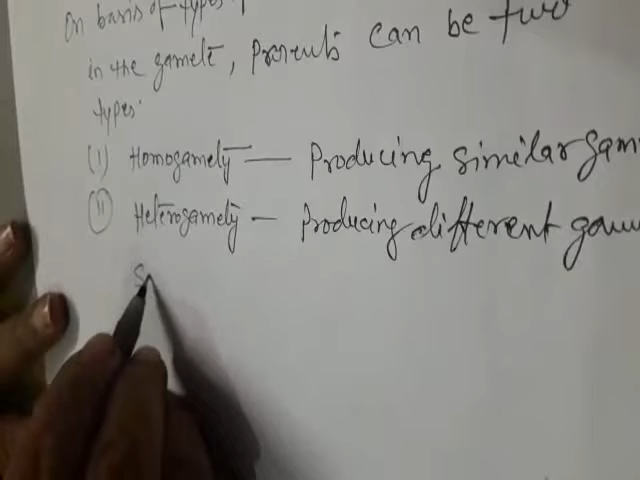 On basis of types
in the gamete, Parents can be two
types.
(I) Homogamety — Producing similar gam
(II) Heterogamety — Producing different gam
S